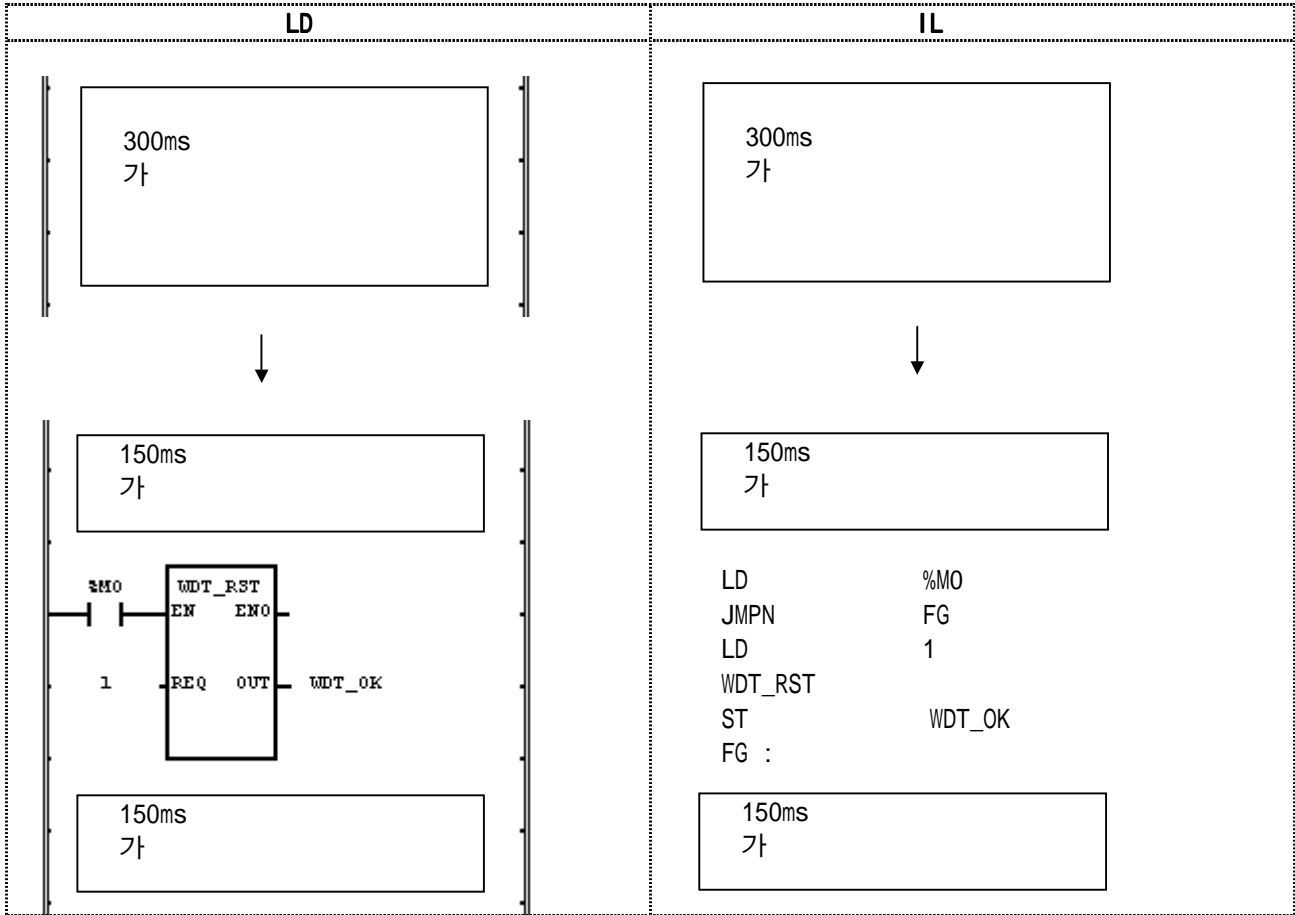 LD
IL
300ms
가
300ms
가
150ms
가
150ms
가
%M0
WDT_RST
EN ENO
1 REQ OUT WDT_OK
LD %M0
JMPN FG
LD 1
WDT_RST
ST WDT_OK
FG :
150ms
가
150ms
가